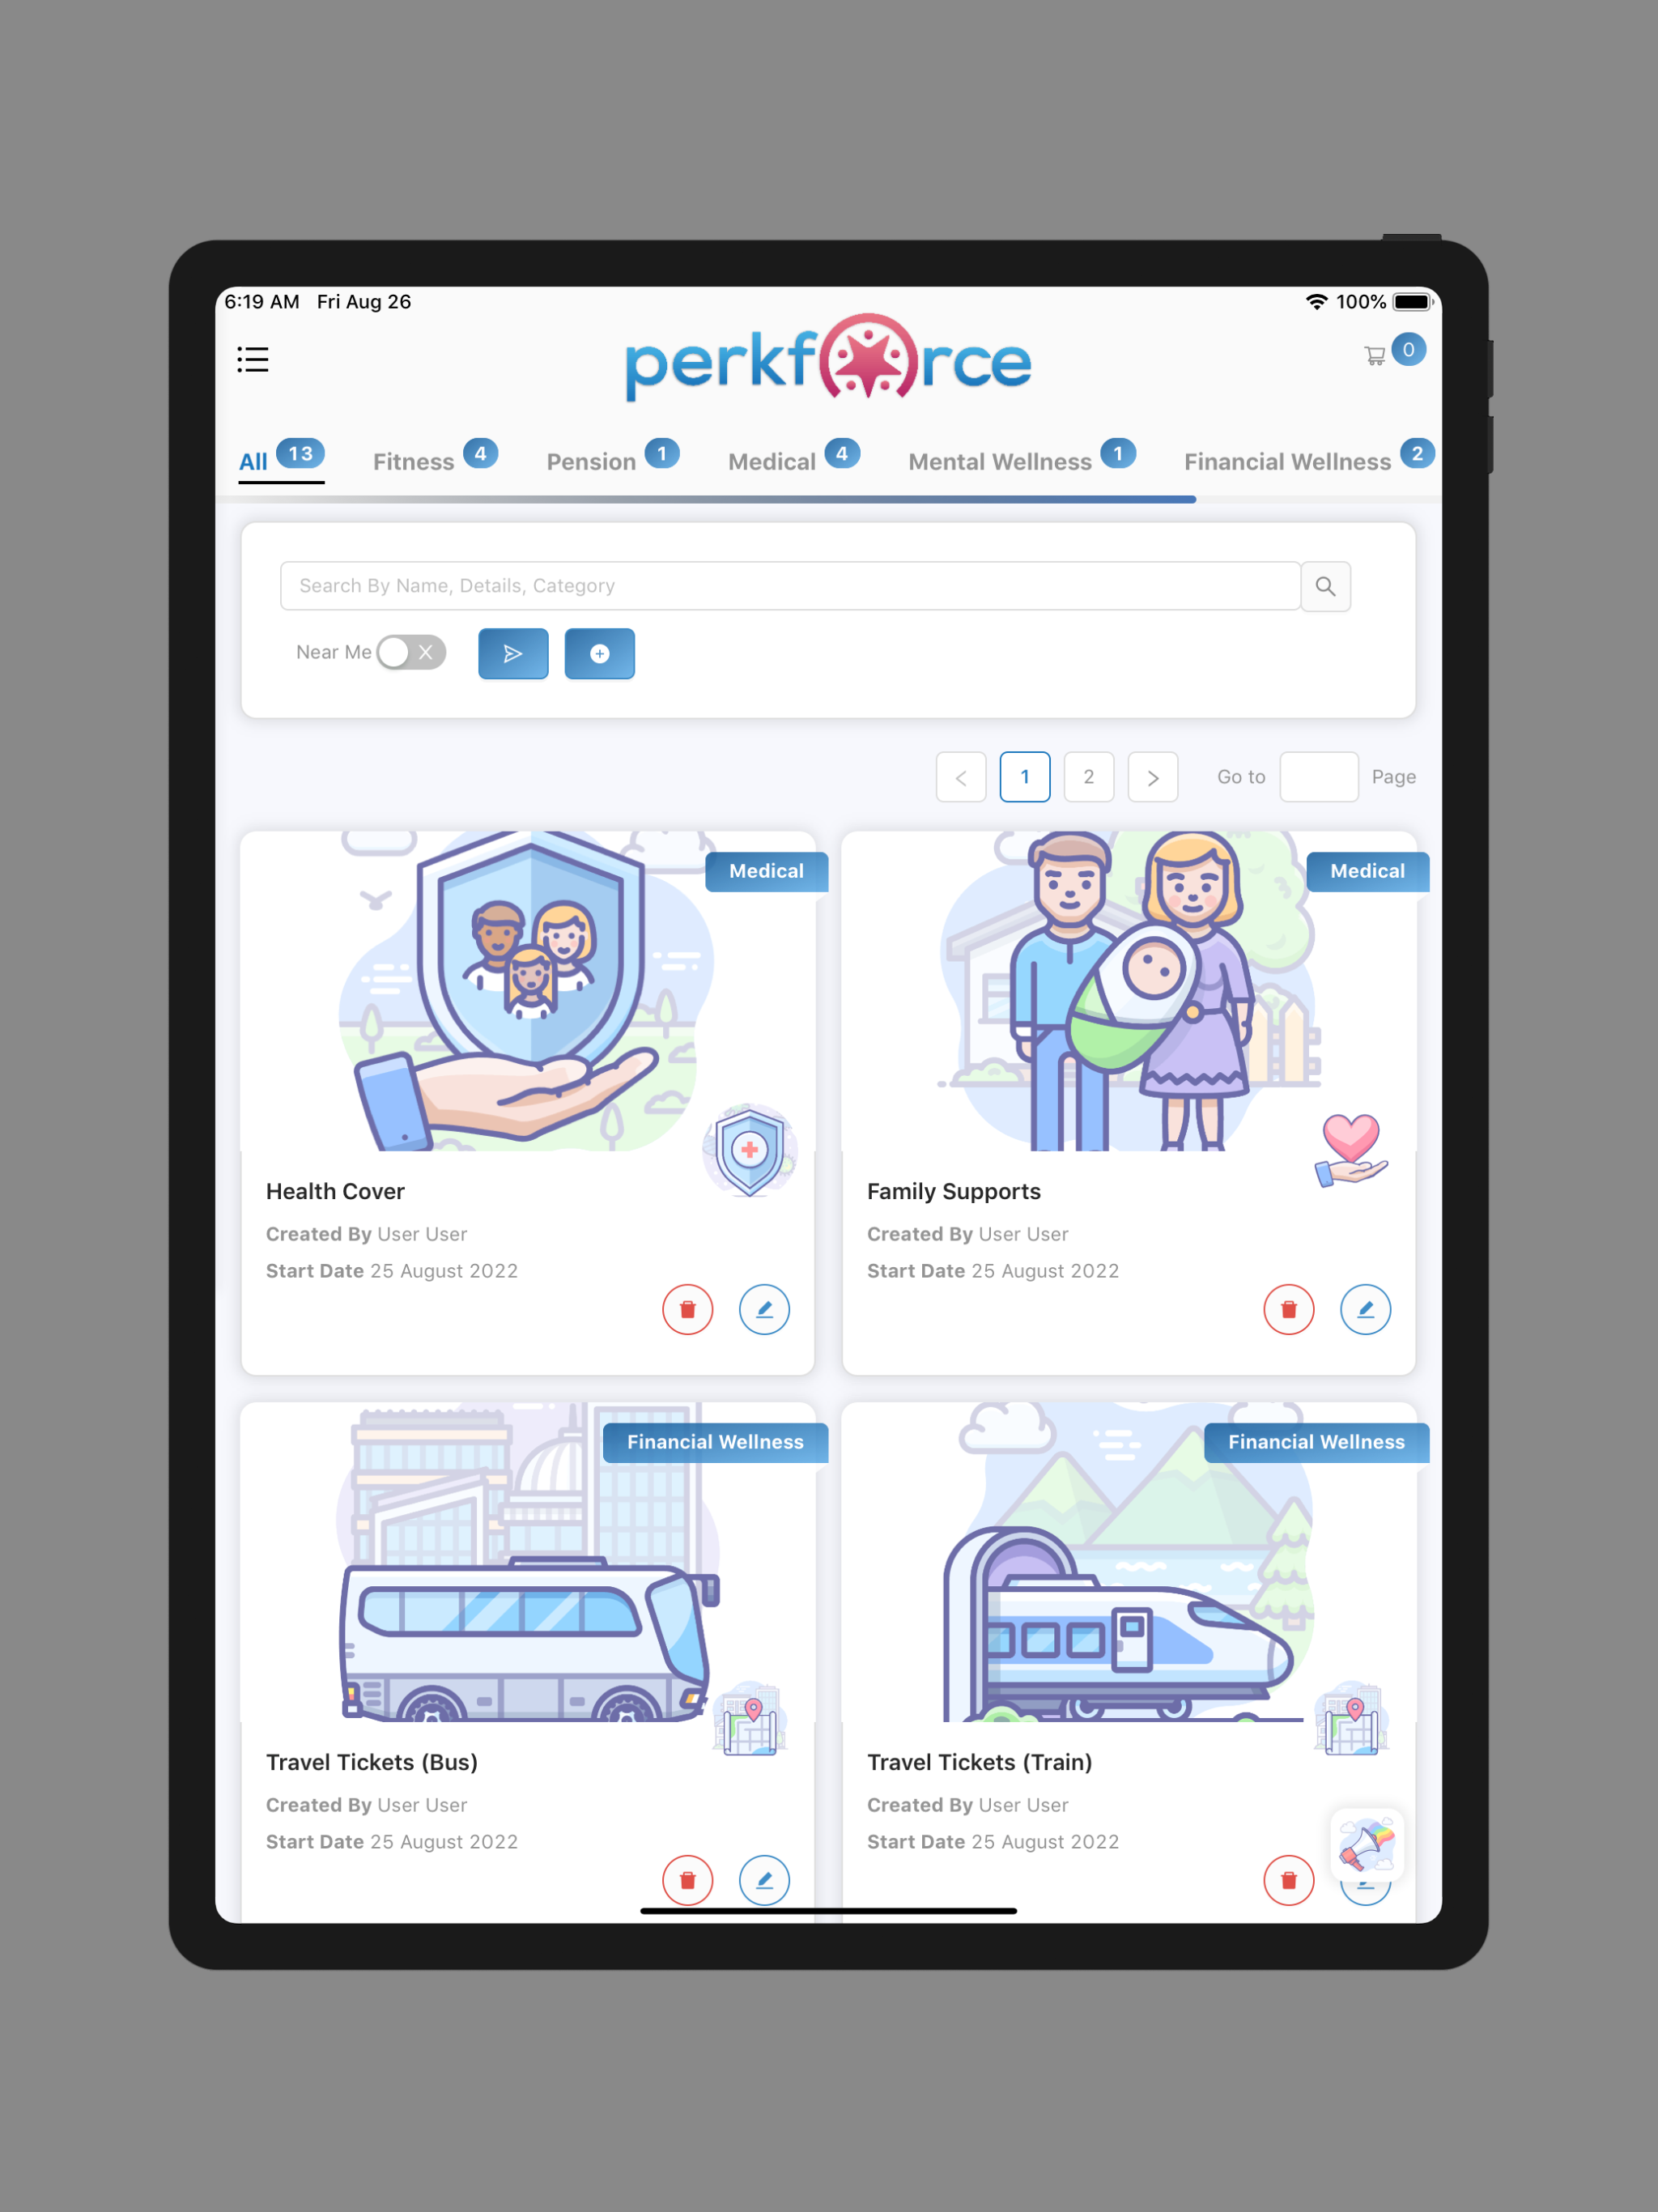 6:19 AM Fri Aug 26 100%
perkforce
0
All 13 Fitness 4 Pension 1 Medical 4 Mental Wellness 1 Financial Wellness 2
Search By Name, Details, Category
Near Me
1 2 Go to Page
Medical
Health Cover
Created By User User
Start Date 25 August 2022
Medical
Family Supports
Created By User User
Start Date 25 August 2022
Financial Wellness
Travel Tickets (Bus)
Created By User User
Start Date 25 August 2022
Financial Wellness
Travel Tickets (Train)
Created By User User
Start Date 25 August 2022